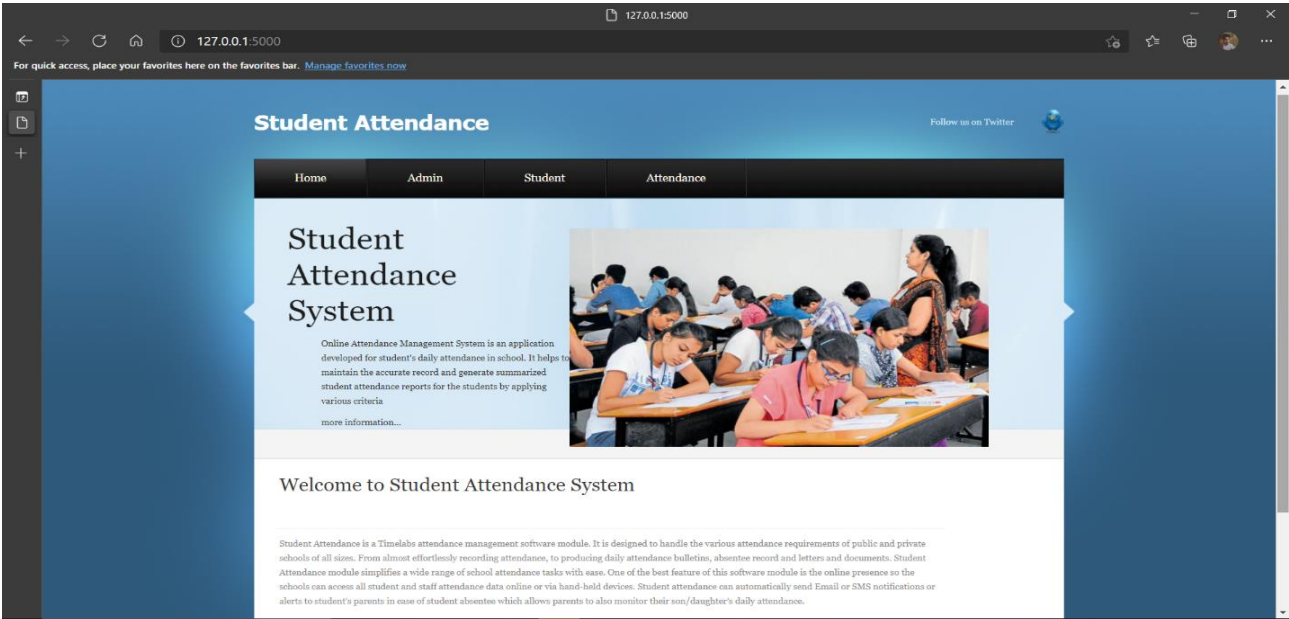 127.0.0.1:5000
127.0.0.1:5000
For quick access, place your favorites here on the favorites bar. Manage favorites now
Student Attendance
Follow us on Twitter
Home Admin Student Attendance
Student
Attendance
System
Online Attendance Management System is an application
developed for student's daily attendance in school. It helps to
maintain the accurate record and generate summarized
student attendance reports for the students by applying
various criteria
more information...
Welcome to Student Attendance System
Student Attendance is a Timelabs attendance management software module. It is designed to handle the various attendance requirements of public and private
schools of all sizes. From almost effortlessly recording attendance, to producing daily attendance bulletins, absentee record and letters and documents. Student
Attendance module simplifies a wide range of school attendance tasks with ease. One of the best feature of this software module is the online presence so the
schools can access all student and staff attendance data online or via hand-held devices. Student attendance can automatically send Email or SMS notifications or
alerts to student's parents in case of student absentee which allows parents to also monitor their son/daughter's daily attendance.